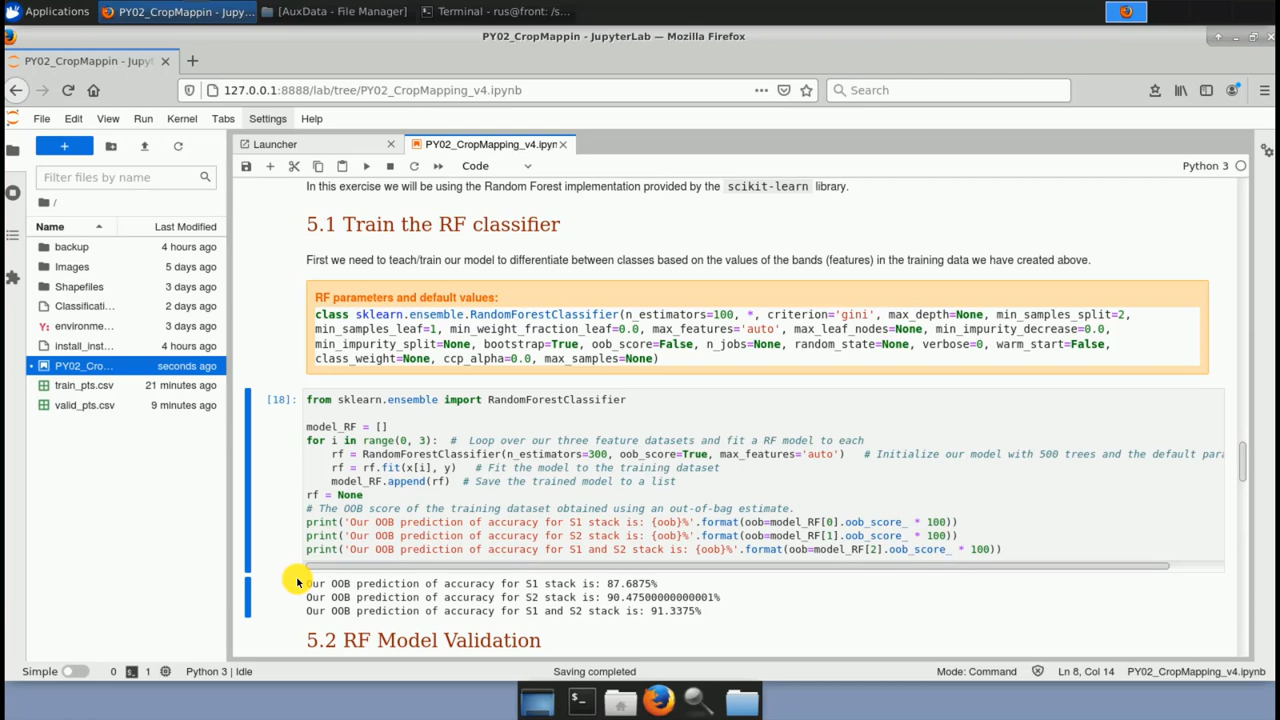 Applications
PY02_CropMappin - Jupy...
[AuxData - File Manager]
Terminal - rus@front: /s...
PY02_CropMappin - JupyterLab — Mozilla Firefox
PY02_CropMappin - Jupyt
127.0.0.1:8888/lab/tree/PY02_CropMapping_v4.ipynb
Search
File Edit View Run Kernel Tabs Settings Help
Launcher
PY02_CropMapping_v4.ipyn
Code
Python 3
Filter files by name
/
Name Last Modified
backup 4 hours ago
Images 5 days ago
Shapefiles 3 days ago
Classificati... 2 days ago
Y: environme... 3 days ago
install_inst... 4 hours ago
PY02_Cro... seconds ago
train_pts.csv 21 minutes ago
valid_pts.csv 9 minutes ago
In this exercise we will be using the Random Forest implementation provided by the scikit-learn library.
5.1 Train the RF classifier
First we need to teach/train our model to differentiate between classes based on the values of the bands (features) in the training data we have created above.
RF parameters and default values:
class sklearn.ensemble.RandomForestClassifier(n_estimators=100, *, criterion='gini', max_depth=None, min_samples_split=2,
min_samples_leaf=1, min_weight_fraction_leaf=0.0, max_features='auto', max_leaf_nodes=None, min_impurity_decrease=0.0,
min_impurity_split=None, bootstrap=True, oob_score=False, n_jobs=None, random_state=None, verbose=0, warm_start=False,
class_weight=None, ccp_alpha=0.0, max_samples=None)
[18]:
from sklearn.ensemble import RandomForestClassifier
model_RF = []
for i in range(0, 3): # Loop over our three feature datasets and fit a RF model to each
rf = RandomForestClassifier(n_estimators=300, oob_score=True, max_features='auto') # Initialize our model with 500 trees and the default para
rf = rf.fit(x[i], y) # Fit the model to the training dataset
model_RF.append(rf) # Save the trained model to a list
rf = None
# The OOB score of the training dataset obtained using an out-of-bag estimate.
print('Our OOB prediction of accuracy for S1 stack is: {oob}%'.format(oob=model_RF[0].oob_score_ * 100))
print('Our OOB prediction of accuracy for S2 stack is: {oob}%'.format(oob=model_RF[1].oob_score_ * 100))
print('Our OOB prediction of accuracy for S1 and S2 stack is: {oob}%'.format(oob=model_RF[2].oob_score_ * 100))
Our OOB prediction of accuracy for S1 stack is: 87.6875%
Our OOB prediction of accuracy for S2 stack is: 90.47500000000001%
Our OOB prediction of accuracy for S1 and S2 stack is: 91.3375%
5.2 RF Model Validation
Simple 0 1 Python 3 | Idle
Saving completed
Mode: Command Ln 8, Col 14 PY02_CropMapping_v4.ipynb